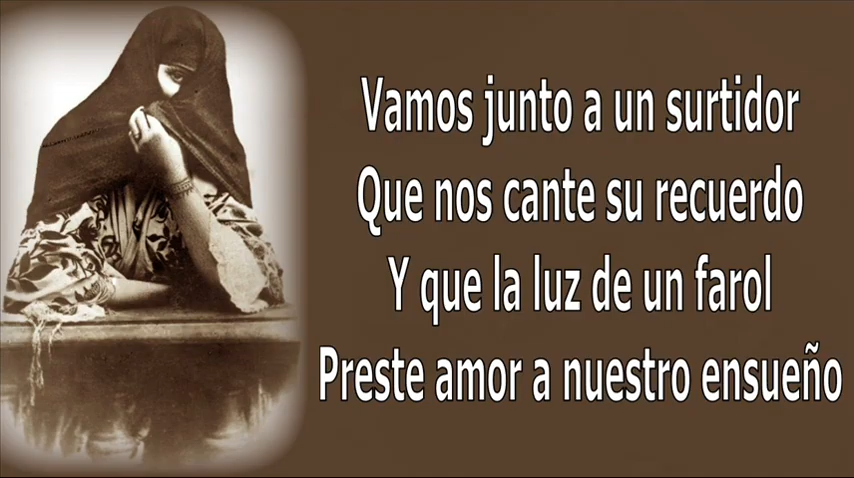 Vamos junto a un surtidor
Que nos cante su recuerdo
Y que la luz de un farol
Preste amor a nuestro ensueño